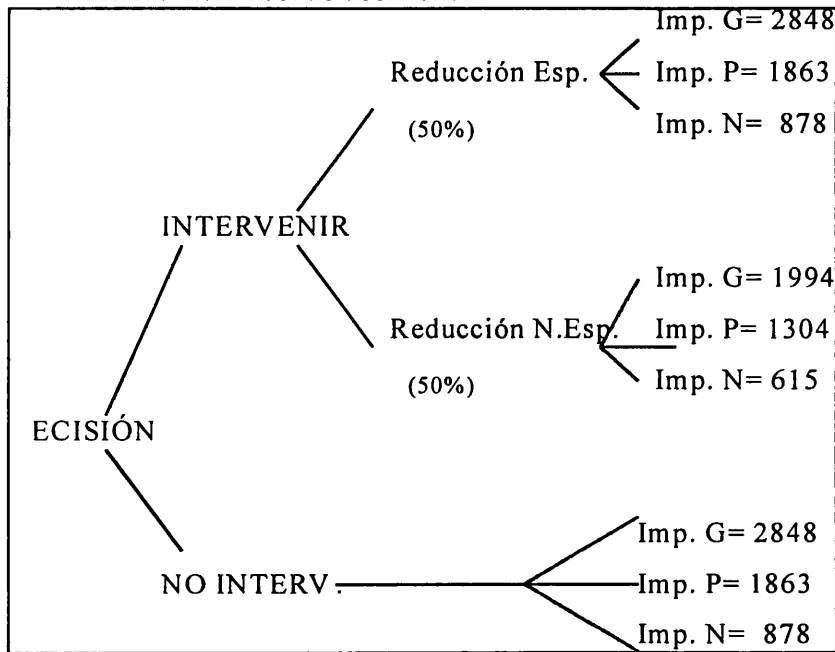 Imp. G= 2848
Reducción Esp.
Imp. P= 1863
(50%)
Imp. N= 878
INTERVENIR
Imp. G= 1994
Reducción N.Esp.
Imp. P= 1304
(50%)
Imp. N= 615
ECISIÓN
Imp. G= 2848
NO INTERV.
Imp. P= 1863
Imp. N= 878